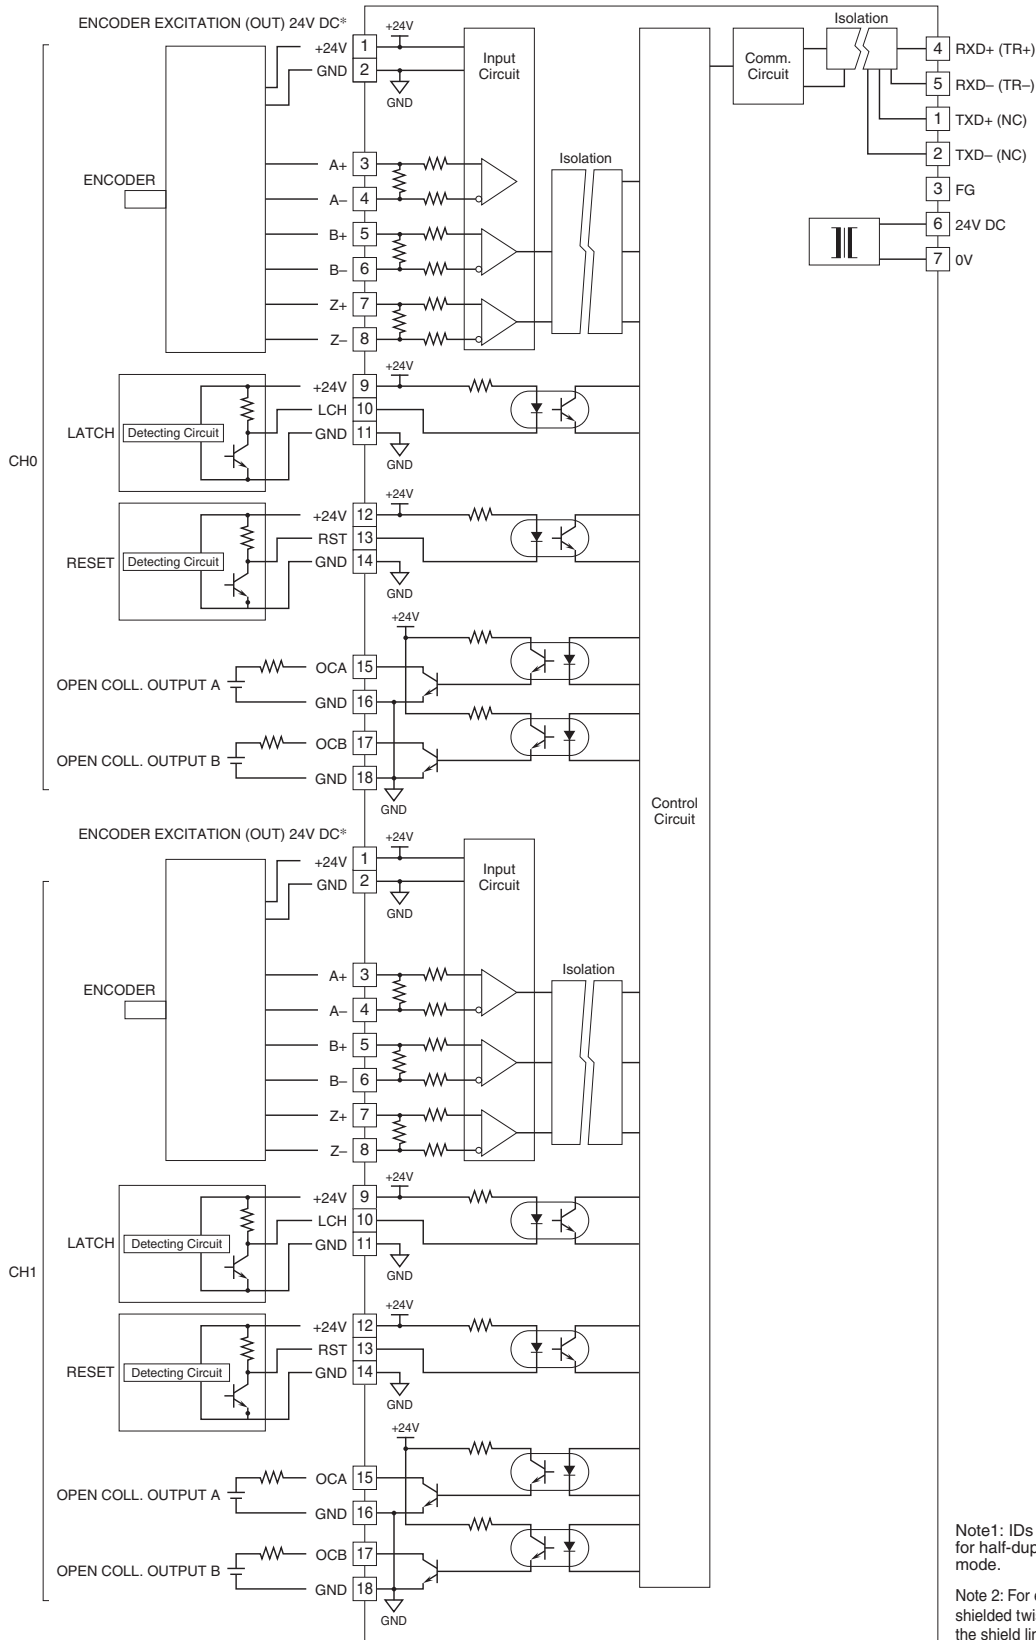 ENCODER EXCITATION (OUT) 24V DC*
+24V
Isolation
+24V 1
Input
Circuit
Comm.
Circuit
4 RXD+ (TR+)
GND 2
GND
5 RXD– (TR–)
1 TXD+ (NC)
2 TXD– (NC)
3 FG
6 24V DC
7 0V
ENCODER
A+ 3
Isolation
A– 4
B+ 5
B– 6
Z+ 7
Z– 8
+24V
+24V 9
LCH 10
LATCH
Detecting Circuit
GND 11
GND
CH0
+24V
+24V 12
RST 13
RESET
Detecting Circuit
GND 14
GND
+24V
OCA 15
OPEN COLL. OUTPUT A
GND 16
OCB 17
OPEN COLL. OUTPUT B
GND 18
GND
Control
Circuit
ENCODER EXCITATION (OUT) 24V DC*
+24V
+24V 1
Input
Circuit
GND 2
GND
ENCODER
A+ 3
Isolation
A– 4
B+ 5
B– 6
Z+ 7
Z– 8
+24V
+24V 9
LCH 10
LATCH
Detecting Circuit
GND 11
GND
CH1
+24V
+24V 12
RST 13
RESET
Detecting Circuit
GND 14
GND
+24V
OCA 15
OPEN COLL. OUTPUT A
GND 16
OCB 17
OPEN COLL. OUTPUT B
GND 18
GND
Note1: IDs
for half-dup
mode.
Note 2: For
shielded twi
the shield lin